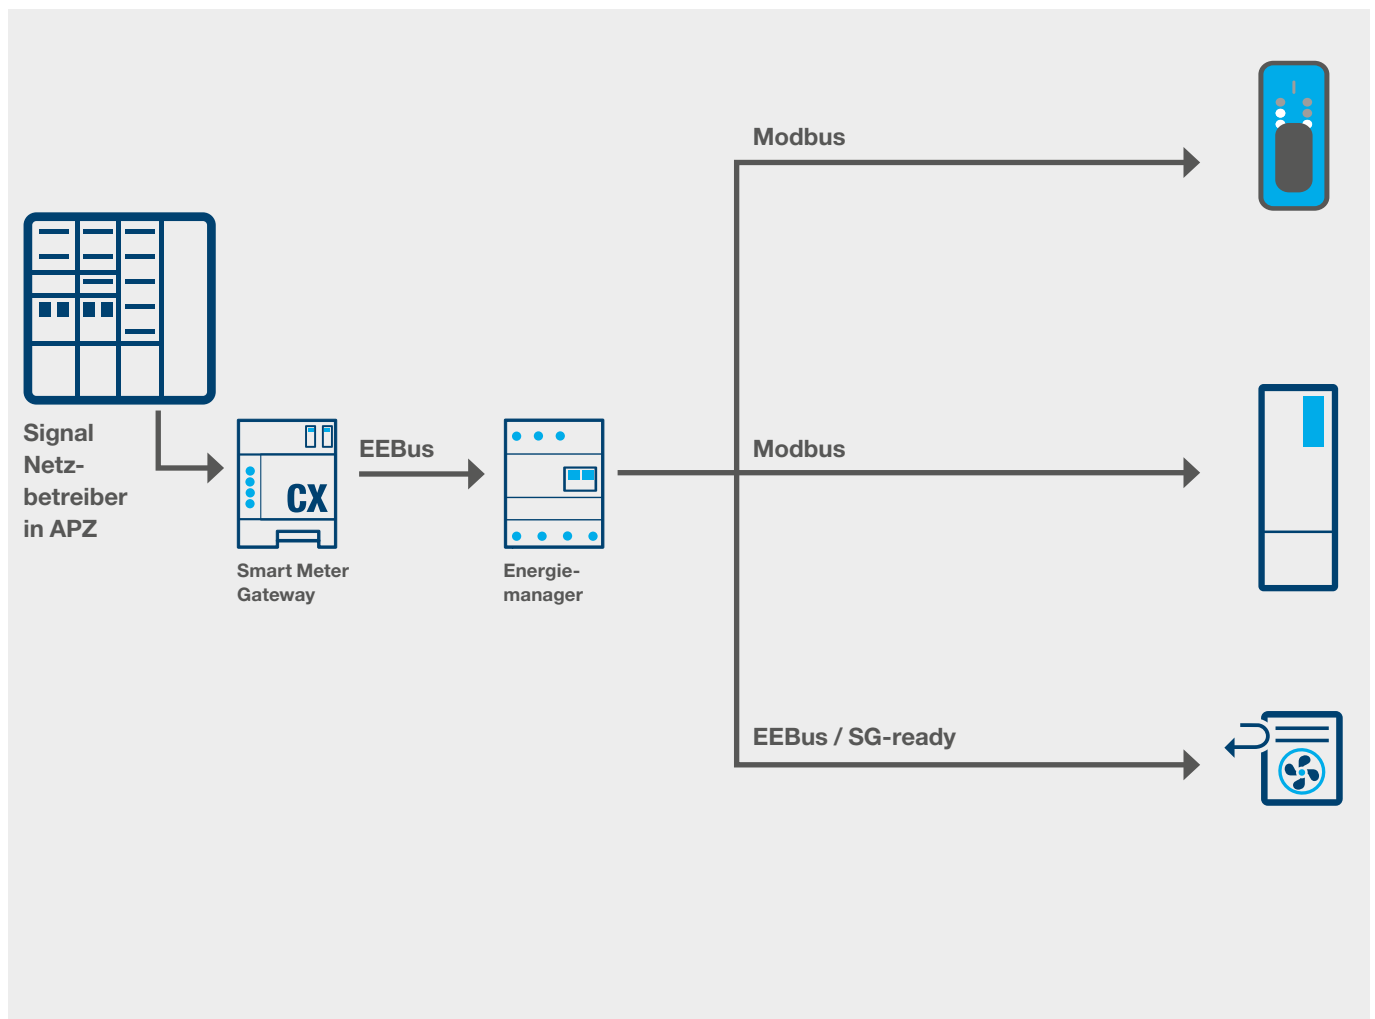 Modbus
Signal
Netz-
betreiber
in APZ
EEBus
CX
Smart Meter
Gateway
Energie-
manager
Modbus
EEBus / SG-ready